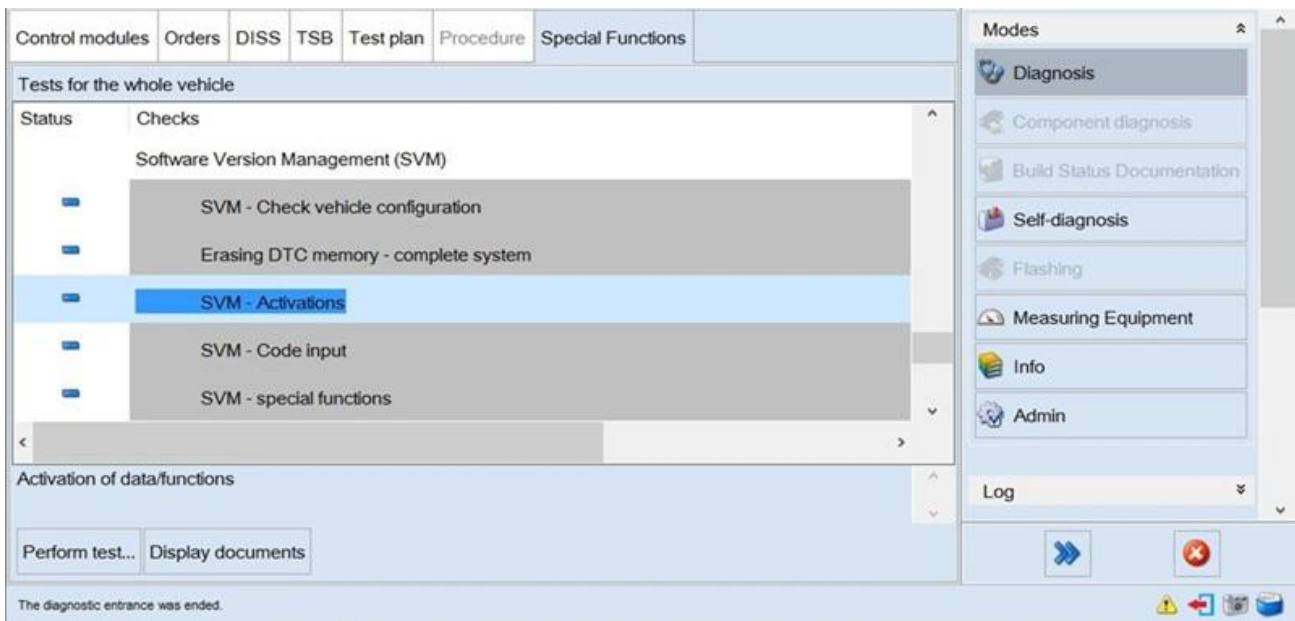 Control modules Orders DISS TSB Test plan Procedure Special Functions
Tests for the whole vehicle
Status Checks
Software Version Management (SVM)
SVM - Check vehicle configuration
Erasing DTC memory - complete system
SVM - Activations
SVM - Code input
SVM - special functions
Activation of data/functions
Perform test... Display documents
The diagnostic entrance was ended.
Modes
Diagnosis
Component diagnosis
Build Status Documentation
Self-diagnosis
Flashing
Measuring Equipment
Info
Admin
Log